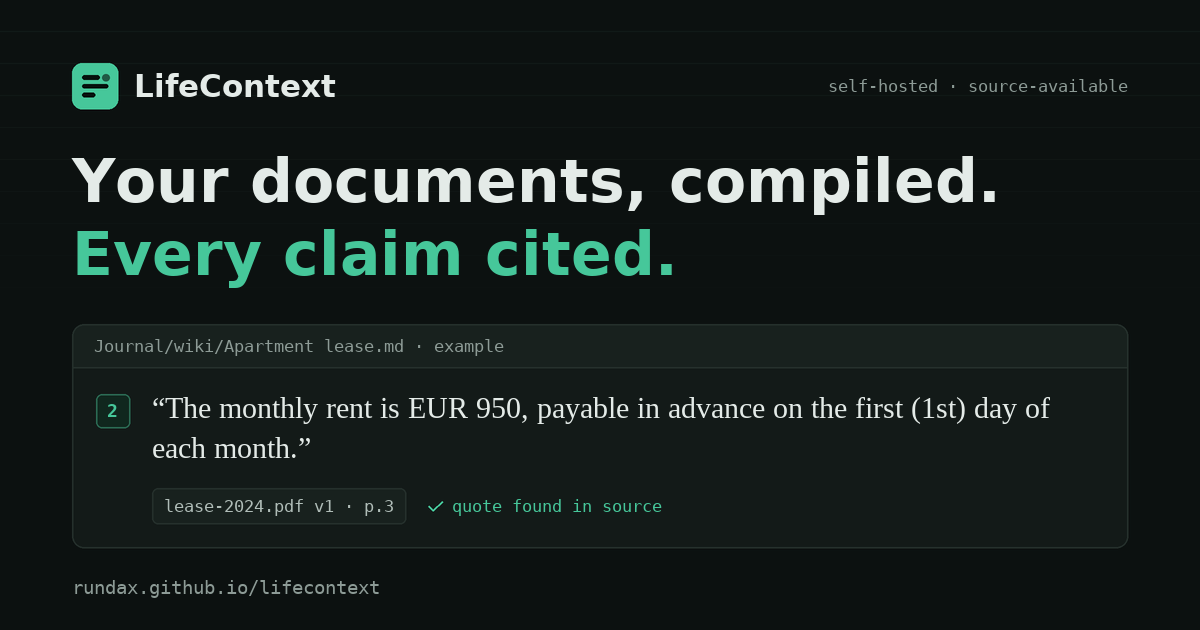 LifeContext
self-hosted · source-available
Your documents, compiled.
Every claim cited.
Journal/wiki/Apartment lease.md · example
2
“The monthly rent is EUR 950, payable in advance on the first (1st) day of
each month.”
lease-2024.pdf v1 · p.3
✓ quote found in source
rundax.github.io/lifecontext